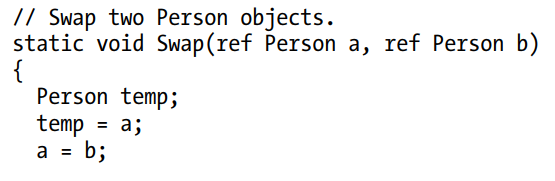 // Swap two Person objects.
static void Swap(ref Person a, ref Person b)
{
  Person temp;
  temp = a;
  a = b;